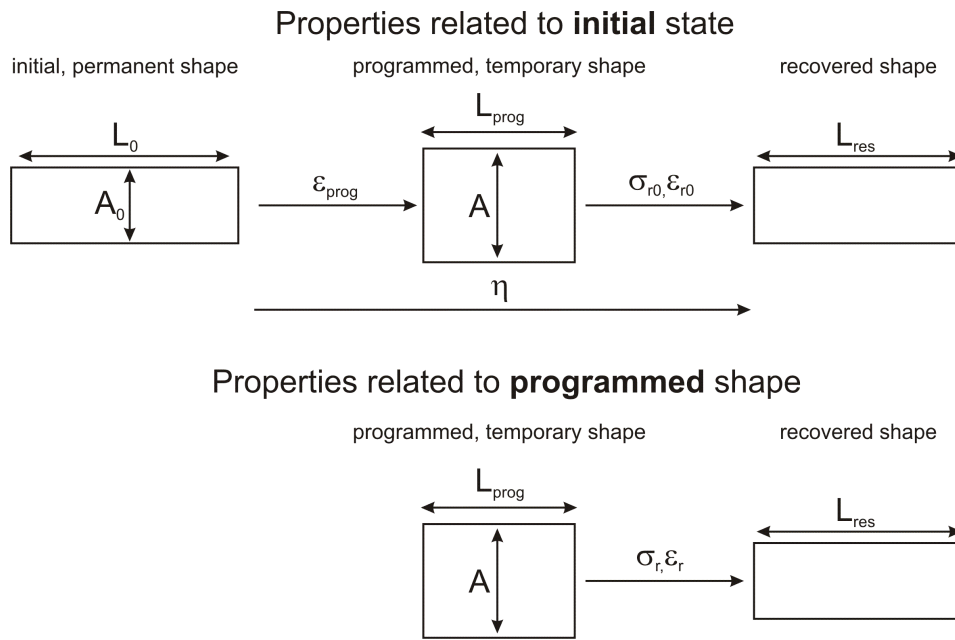 Properties related to initial state
initial, permanent shape programmed, temporary shape recovered shape
L₀ Lprog Lres
A₀ εprog A σr0,εr0
η
Properties related to programmed shape
programmed, temporary shape recovered shape
Lprog Lres
A σr,εr